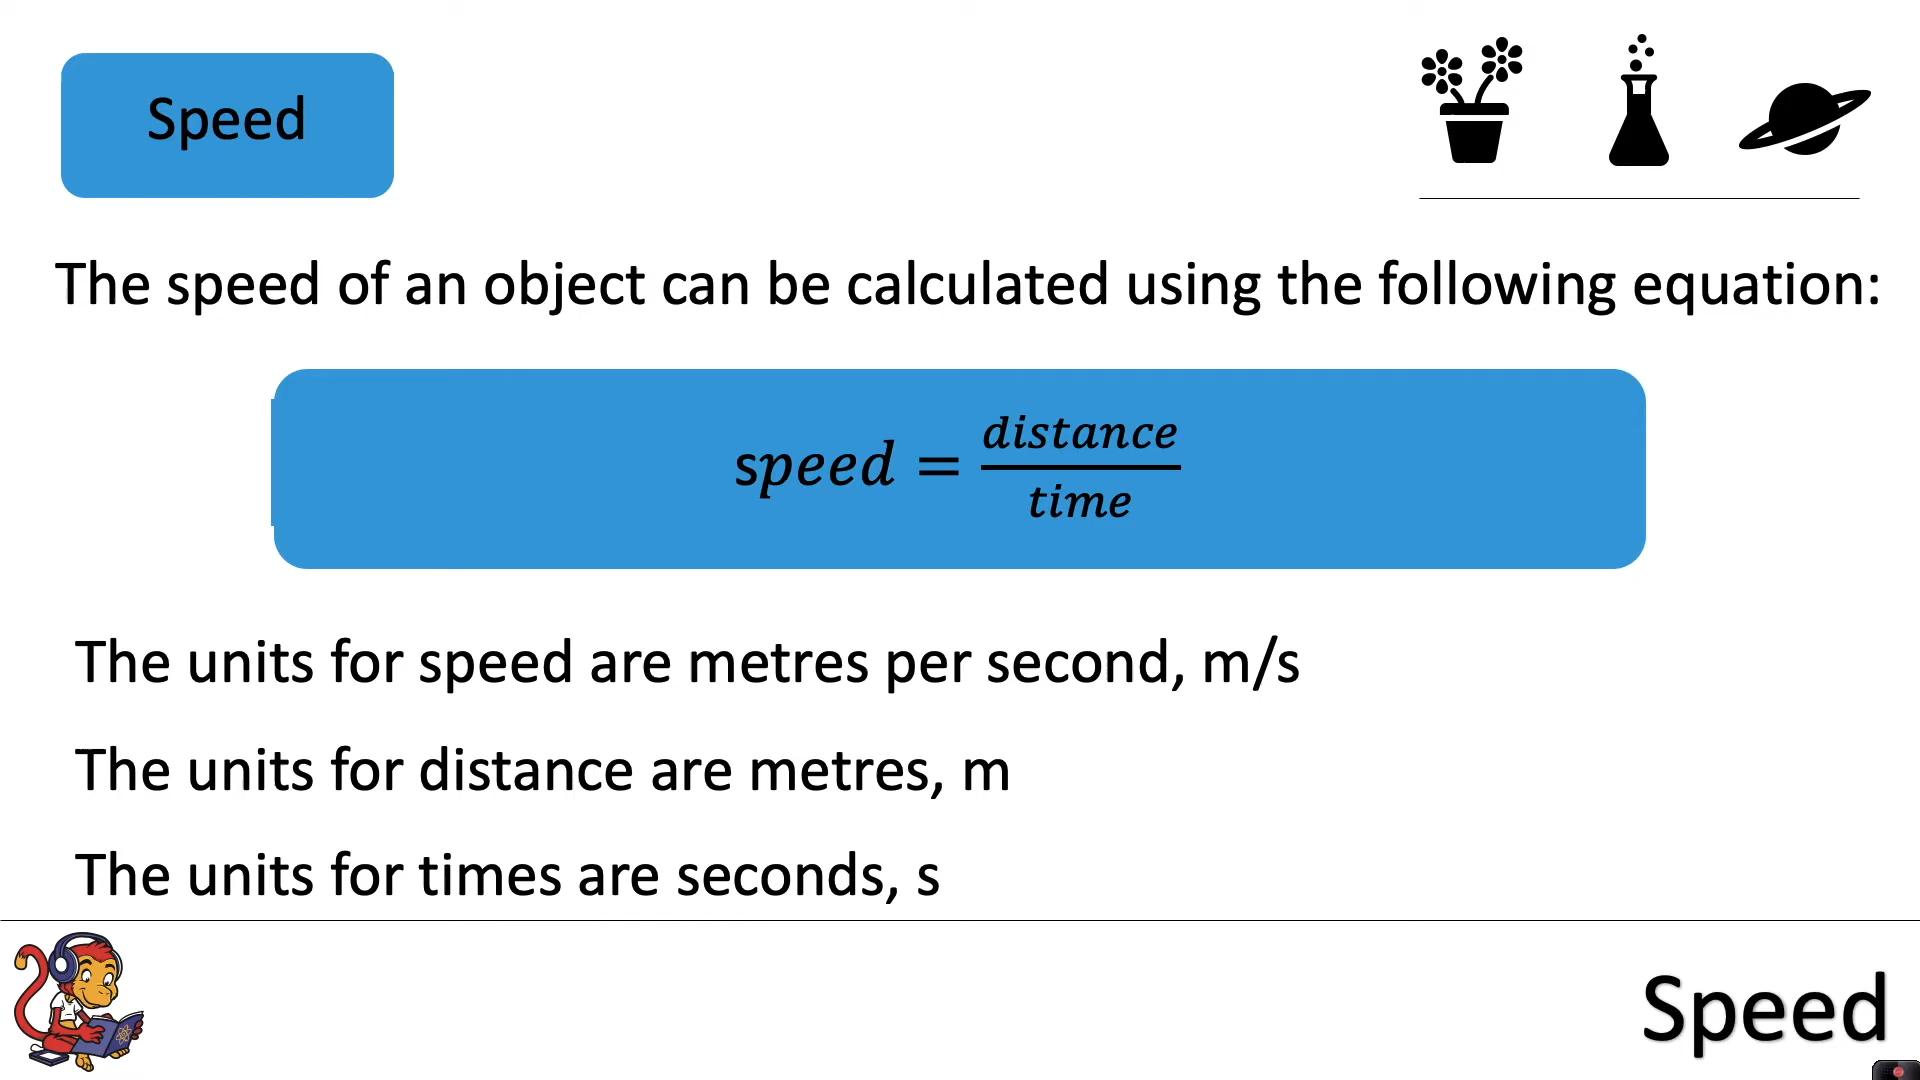 Speed
The speed of an object can be calculated using the following equation:
speed = distance / time
The units for speed are metres per second, m/s
The units for distance are metres, m
The units for times are seconds, s
Speed